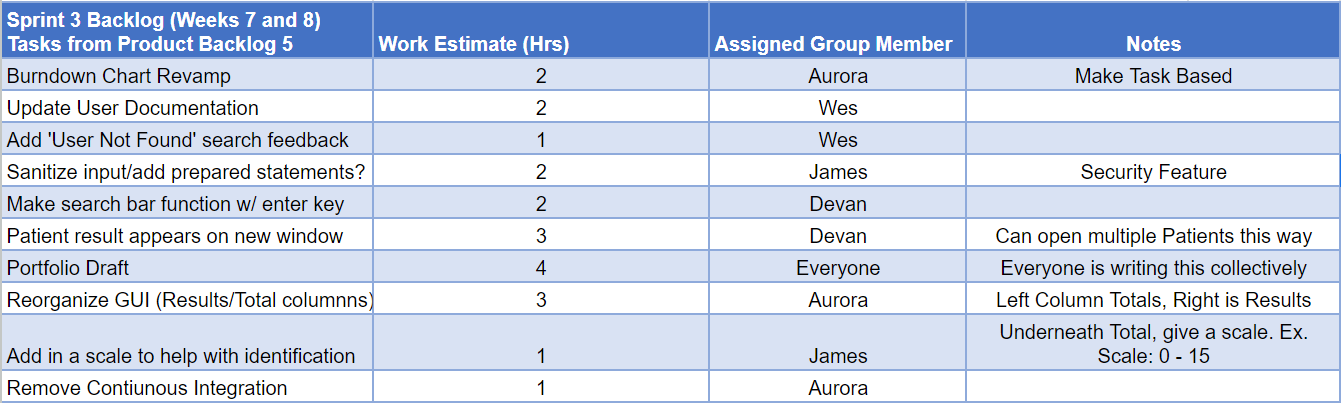 Sprint 3 Backlog (Weeks 7 and 8)
Tasks from Product Backlog 5 Work Estimate (Hrs) Assigned Group Member Notes
Burndown Chart Revamp 2 Aurora Make Task Based
Update User Documentation 2 Wes
Add 'User Not Found' search feedback 1 Wes
Sanitize input/add prepared statements? 2 James Security Feature
Make search bar function w/ enter key 2 Devan
Patient result appears on new window 3 Devan Can open multiple Patients this way
Portfolio Draft 4 Everyone Everyone is writing this collectively
Reorganize GUI (Results/Total columnns) 3 Aurora Left Column Totals, Right is Results
Underneath Total, give a scale. Ex.
Add in a scale to help with identification 1 James Scale: 0 - 15
Remove Contiunous Integration 1 Aurora